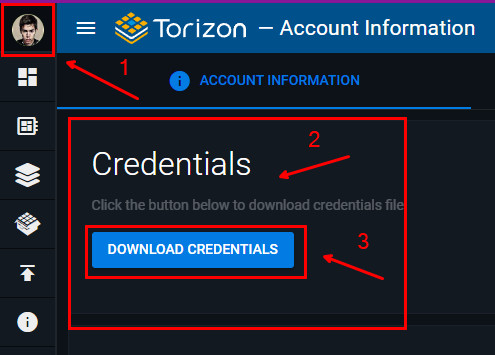 Torizon — Account Information
1
ACCOUNT INFORMATION
2
Credentials
Click the button below to download credentials file
3
DOWNLOAD CREDENTIALS